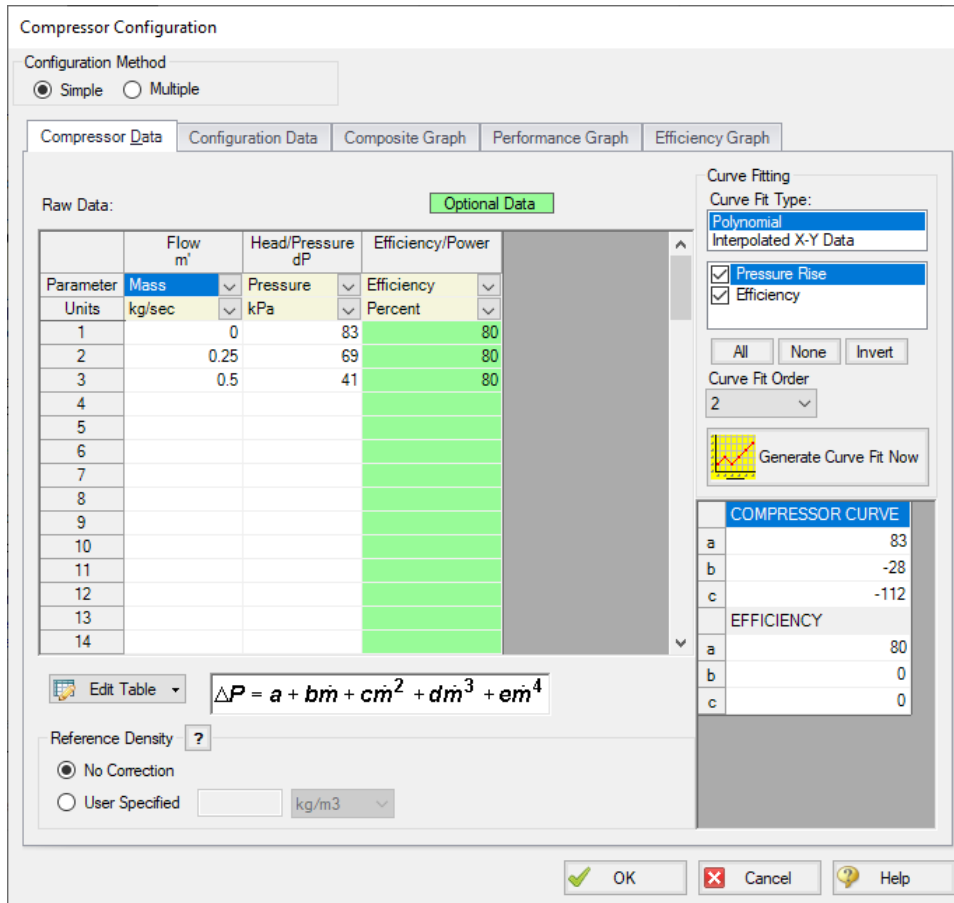 Compressor Configuration
Configuration Method
Simple Multiple
Compressor Data Configuration Data Composite Graph Performance Graph Efficiency Graph
Raw Data: Optional Data
Flow m' Head/Pressure dP Efficiency/Power
Parameter Mass Pressure Efficiency
Units kg/sec kPa Percent
1 0 83 80
2 0.25 69 80
3 0.5 41 80
4
5
6
7
8
9
10
11
12
13
14
Edit Table
△P = a + bṁ + cṁ² + dṁ³ + eṁ⁴
Reference Density ?
No Correction
User Specified kg/m3
Curve Fitting
Curve Fit Type:
Polynomial
Interpolated X-Y Data
Pressure Rise
Efficiency
All None Invert
Curve Fit Order
2
Generate Curve Fit Now
COMPRESSOR CURVE
a 83
b -28
c -112
EFFICIENCY
a 80
b 0
c 0
OK Cancel Help